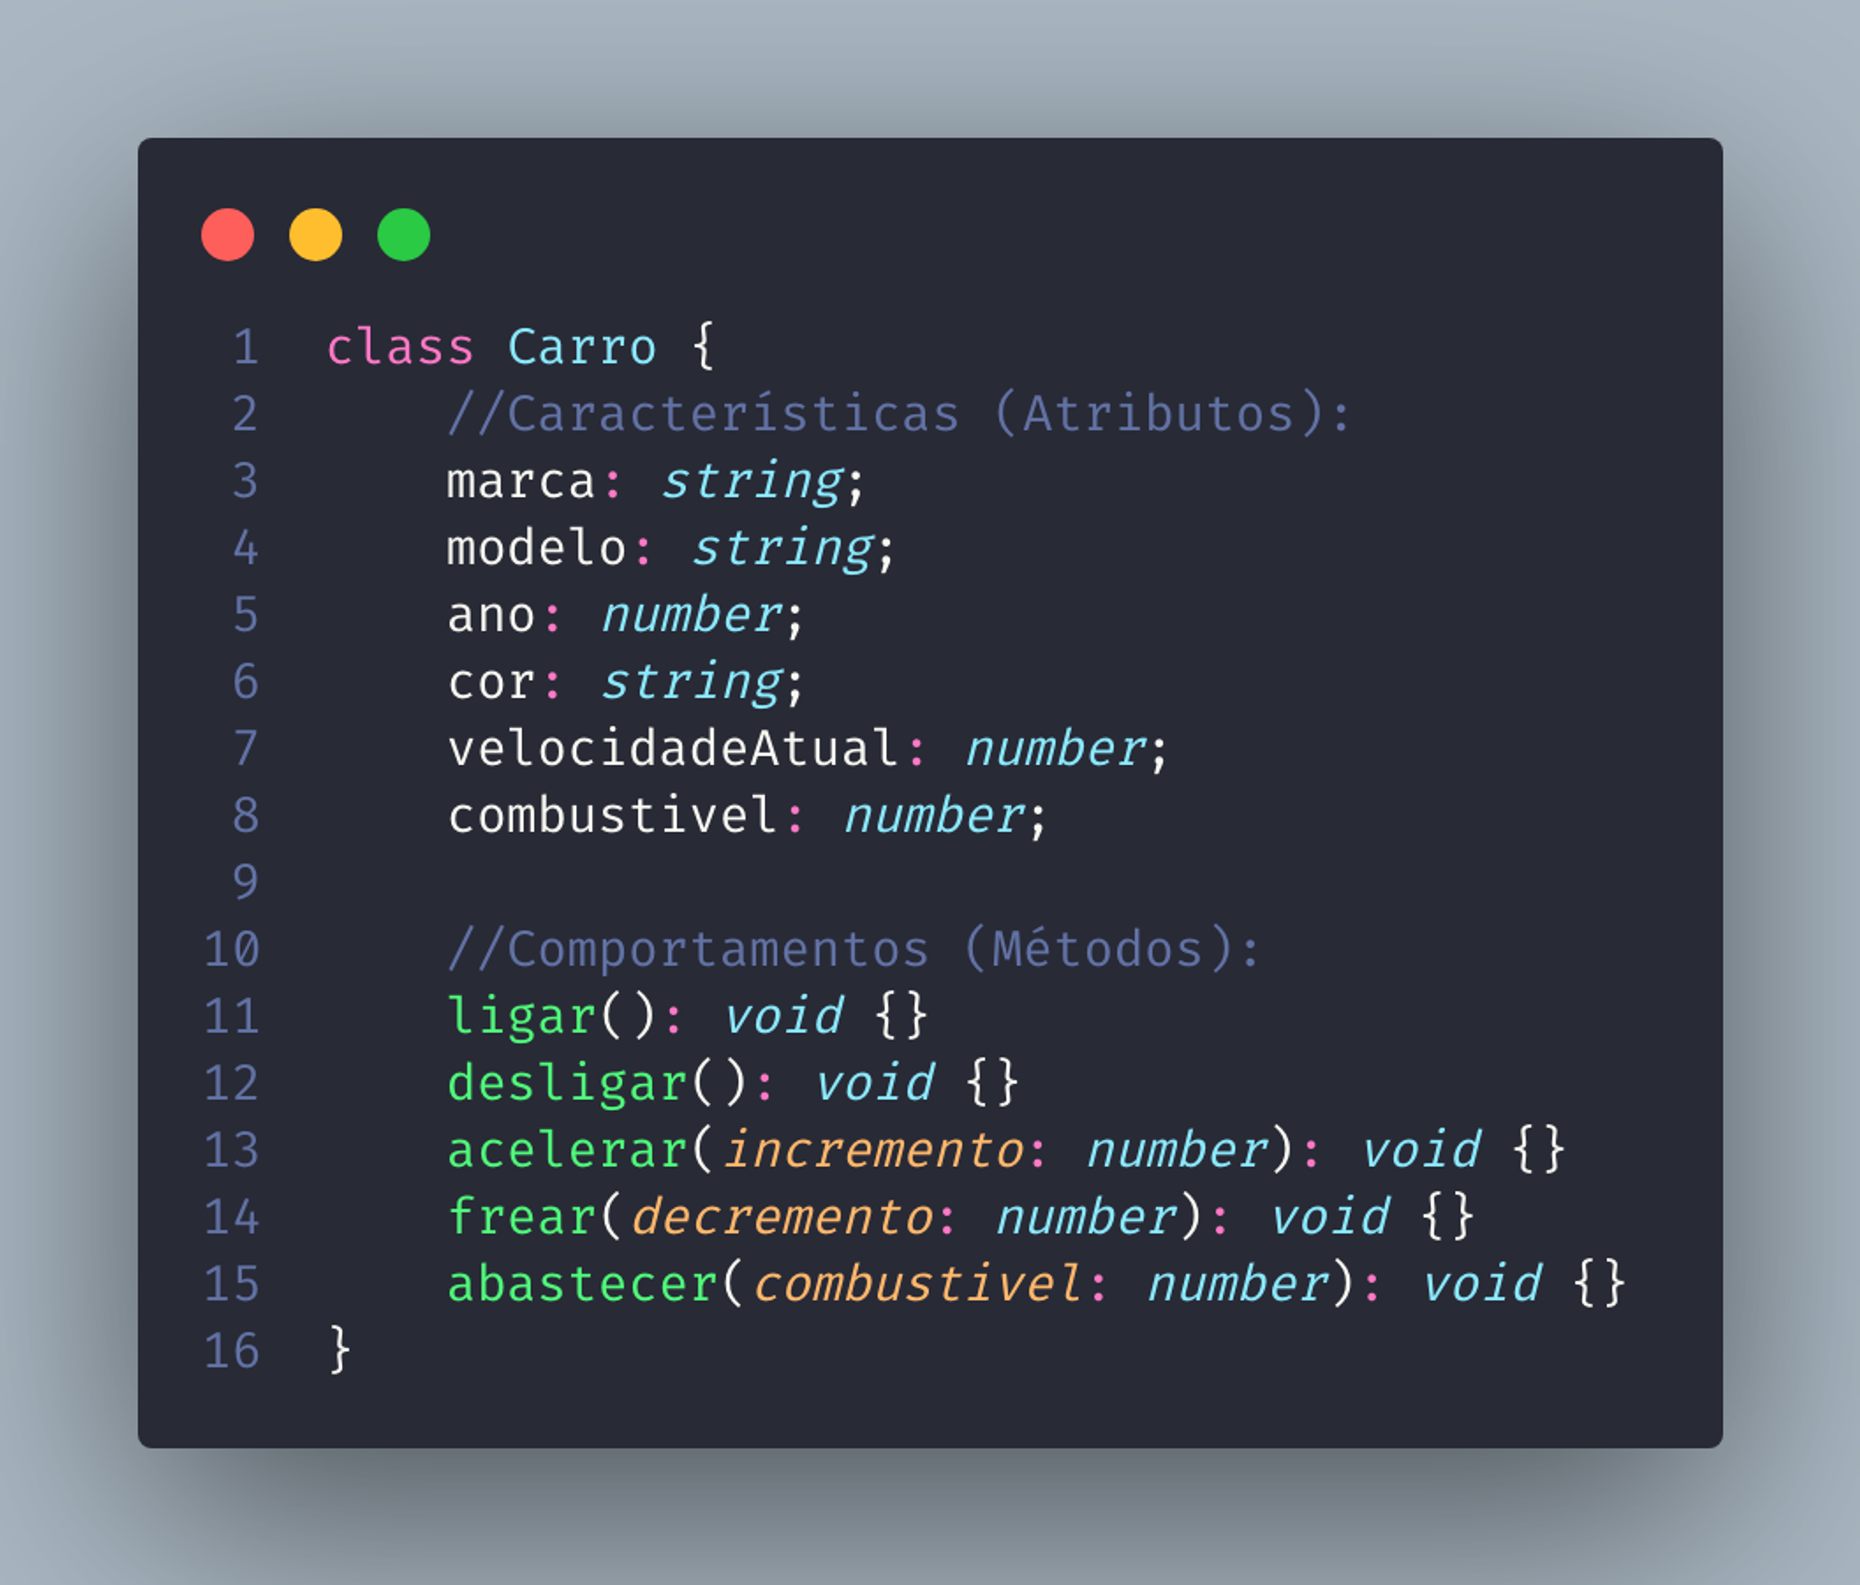 1 class Carro {
2 //Características (Atributos):
3 marca: string;
4 modelo: string;
5 ano: number;
6 cor: string;
7 velocidadeAtual: number;
8 combustivel: number;
9
10 //Comportamentos (Métodos):
11 ligar(): void {}
12 desligar(): void {}
13 acelerar(incremento: number): void {}
14 frear(decremento: number): void {}
15 abastecer(combustivel: number): void {}
16 }